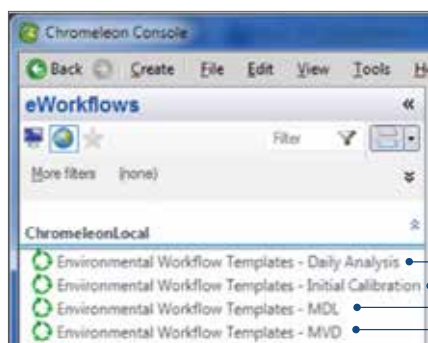 Chromeleon Console
Back Create File Edit View Tools
eWorkflows
Filter
More filters (none)
ChromeleonLocal
Environmental Workflow Templates - Daily Analysis
Environmental Workflow Templates - Initial Calibration
Environmental Workflow Templates - MDL
Environmental Workflow Templates - MVD